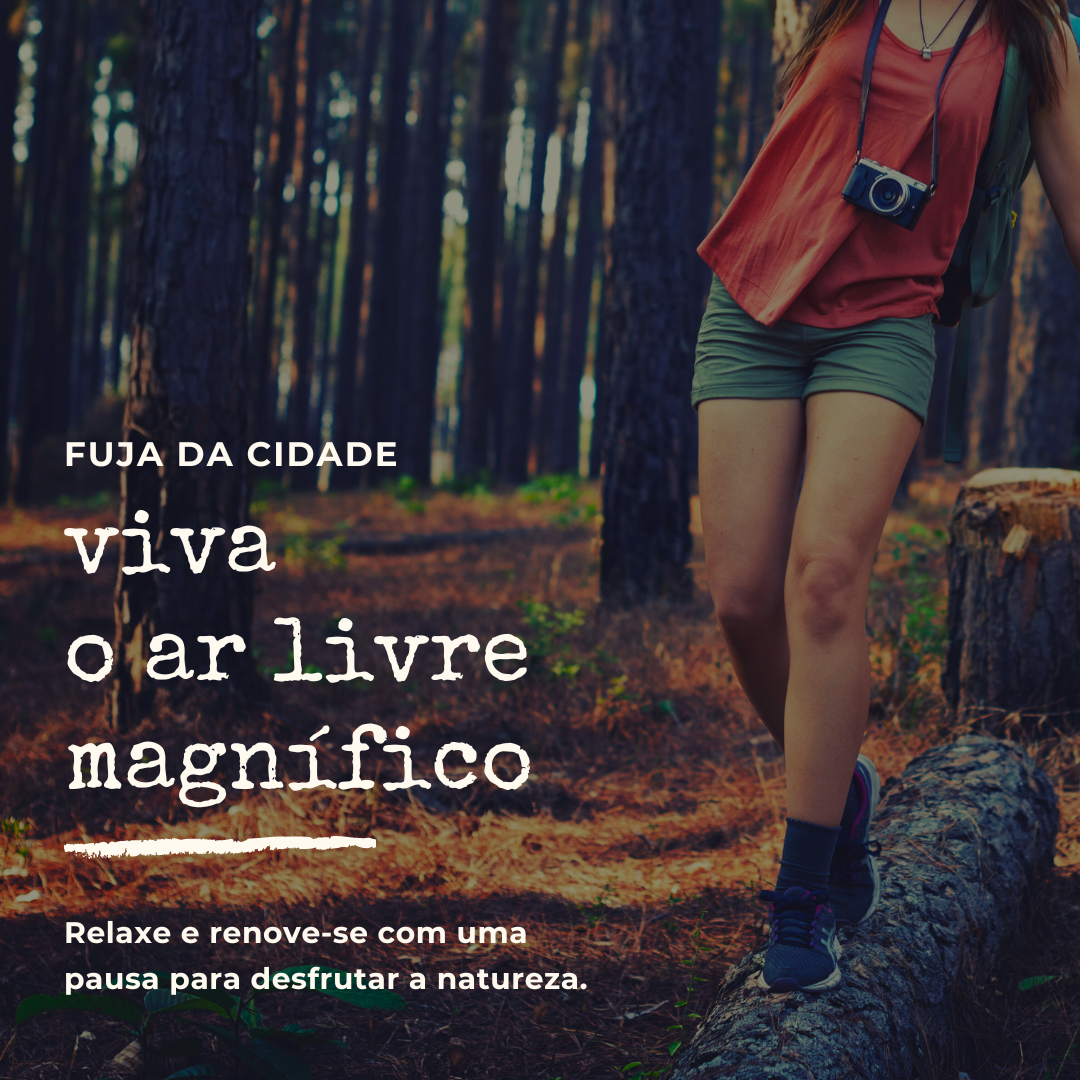 FUJA DA CIDADE
viva
o ar livre
magnífico
Relaxe e renove-se com uma
pausa para desfrutar a natureza.